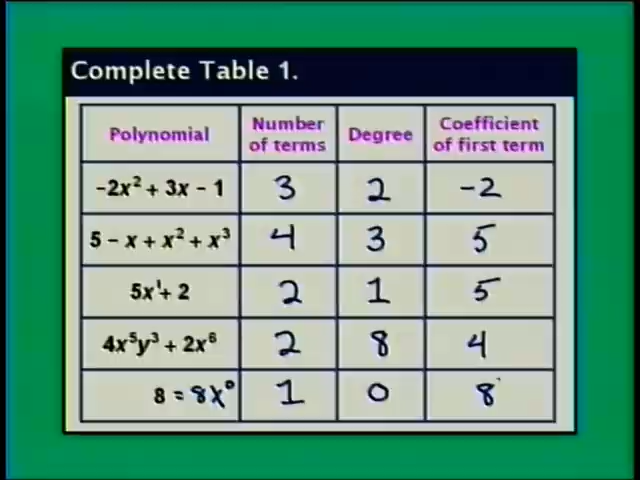 Complete Table 1.
Polynomial Number of terms Degree Coefficient of first term
-2x² + 3x - 1 3 2 -2
5 - x + x² + x³ 4 3 5
5x¹ + 2 2 1 5
4x⁵y³ + 2x⁶ 2 8 4
8 = 8x⁰ 1 0 8